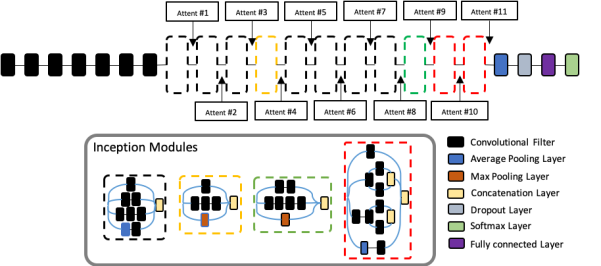 Attent #1
Attent #3
Attent #5
Attent #7
Attent #9
Attent #11
Attent #2
Attent #4
Attent #6
Attent #8
Attent #10
Inception Modules
Convolutional Filter
Average Pooling Layer
Max Pooling Layer
Concatenation Layer
Dropout Layer
Softmax Layer
Fully connected Layer